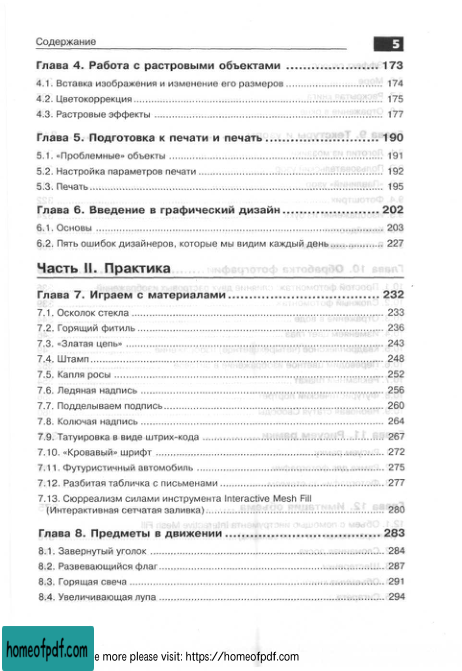 Содержание 5
Глава 4. Работа с растровыми объектами .................... 173
4.1. Вставка изображения и изменение его размеров .................... 174
4.2. Цветокоррекция .................... 175
4.3. Растровые эффекты .................... 177
Глава 5. Подготовка к печати и печать .................... 190
5.1. «Проблемные» объекты .................... 191
5.2. Настройка параметров печати .................... 192
5.3. Печать .................... 195
Глава 6. Введение в графический дизайн .................... 202
6.1. Основы .................... 203
6.2. Пять ошибок дизайнеров, которые мы видим каждый день .................... 227
Часть II. Практика
Глава 7. Играем с материалами .................... 232
7.1. Осколок стекла .................... 233
7.2. Горящий фитиль .................... 236
7.3. «Златая цепь» .................... 243
7.4. Штамп .................... 248
7.5. Капля росы .................... 252
7.6. Ледяная надпись .................... 256
7.7. Подделываем подпись .................... 260
7.8. Колючая надпись .................... 264
7.9. Татуировка в виде штрих-кода .................... 267
7.10. «Кровавый» шрифт .................... 272
7.11. Футуристичный автомобиль .................... 275
7.12. Разбитая табличка с письменами .................... 277
7.13. Сюрреализм силами инструмента Interactive Mesh Fill
(Интерактивная сетчатая заливка) .................... 280
Глава 8. Предметы в движении .................... 283
8.1. Завернутый уголок .................... 284
8.2. Развевающийся флаг .................... 287
8.3. Горящая свеча .................... 291
8.4. Увеличивающая лупа .................... 294
homeofpdf.com
e more please visit: https://homeofpdf.com